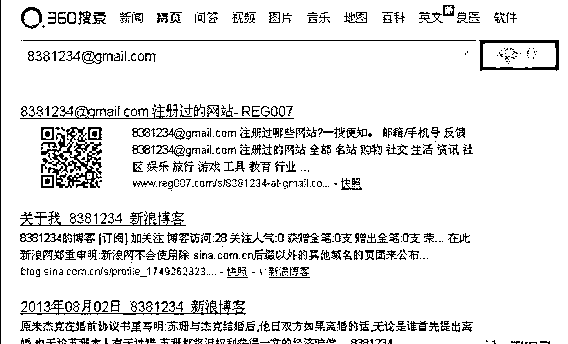 360搜索 新闻 网页 问答 视频 图片 音乐 地图 百科 英文 良医 软件
8381234@gmail.com
8381234@gmail.com 注册过的网站- REG007
8381234@gmail.com 注册过哪些网站?一搜便知。 邮箱/手机号 反馈
8381234@gmail.com 注册过的网站 全部 名站 购物 社交 生活 资讯 社
区 娱乐 旅行 游戏 工具 教育 行业 ...
www.reg007.com/s/8381234-at-gmail.co... - 快照
关于我_8381234_新浪博客
8381234的博客 [订阅] 加关注 博客访问:28 关注人气:0 获赠金笔:0支 赠出金笔:0支 荣... 在此
新浪网郑重申明:新浪网不会使用除 sina.com.cn后缀以外的其他域名的页面来公布...
blog.sina.com.cn/s/profile_1749262323.... - 快照 - 新浪博客
2013年08月02日_8381234_新浪博客
原来杰克在婚前协议书里写明:苏珊与杰克结婚后,他日双方如果离婚的话,无论是谁首先提出离